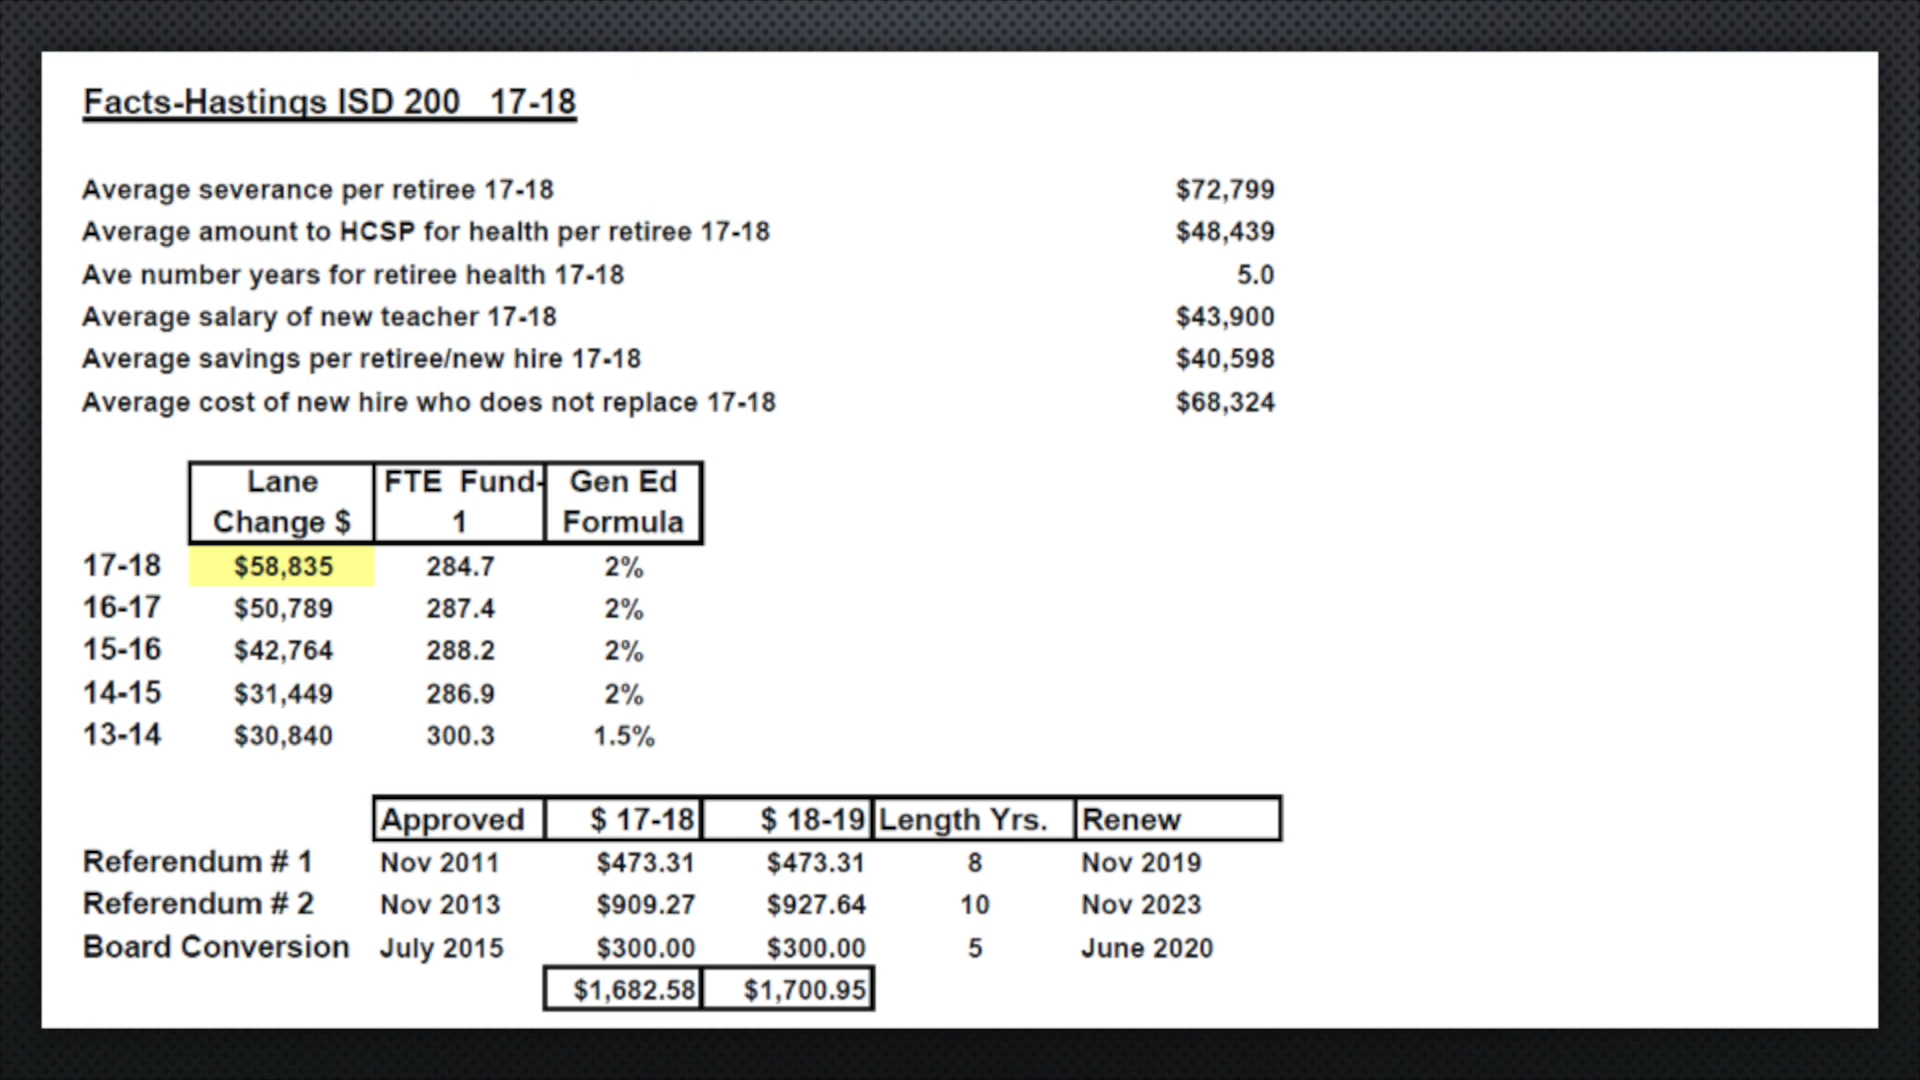 Facts-Hastings ISD 200 17-18
Average severance per retiree 17-18 $72,799
Average amount to HCSP for health per retiree 17-18 $48,439
Ave number years for retiree health 17-18 5.0
Average salary of new teacher 17-18 $43,900
Average savings per retiree/new hire 17-18 $40,598
Average cost of new hire who does not replace 17-18 $68,324
Lane FTE Fund- Gen Ed
Change $ 1 Formula
17-18 $58,835 284.7 2%
16-17 $50,789 287.4 2%
15-16 $42,764 288.2 2%
14-15 $31,449 286.9 2%
13-14 $30,840 300.3 1.5%
Approved $ 17-18 $ 18-19 Length Yrs. Renew
Referendum # 1 Nov 2011 $473.31 $473.31 8 Nov 2019
Referendum # 2 Nov 2013 $909.27 $927.64 10 Nov 2023
Board Conversion July 2015 $300.00 $300.00 5 June 2020
$1,682.58 $1,700.95